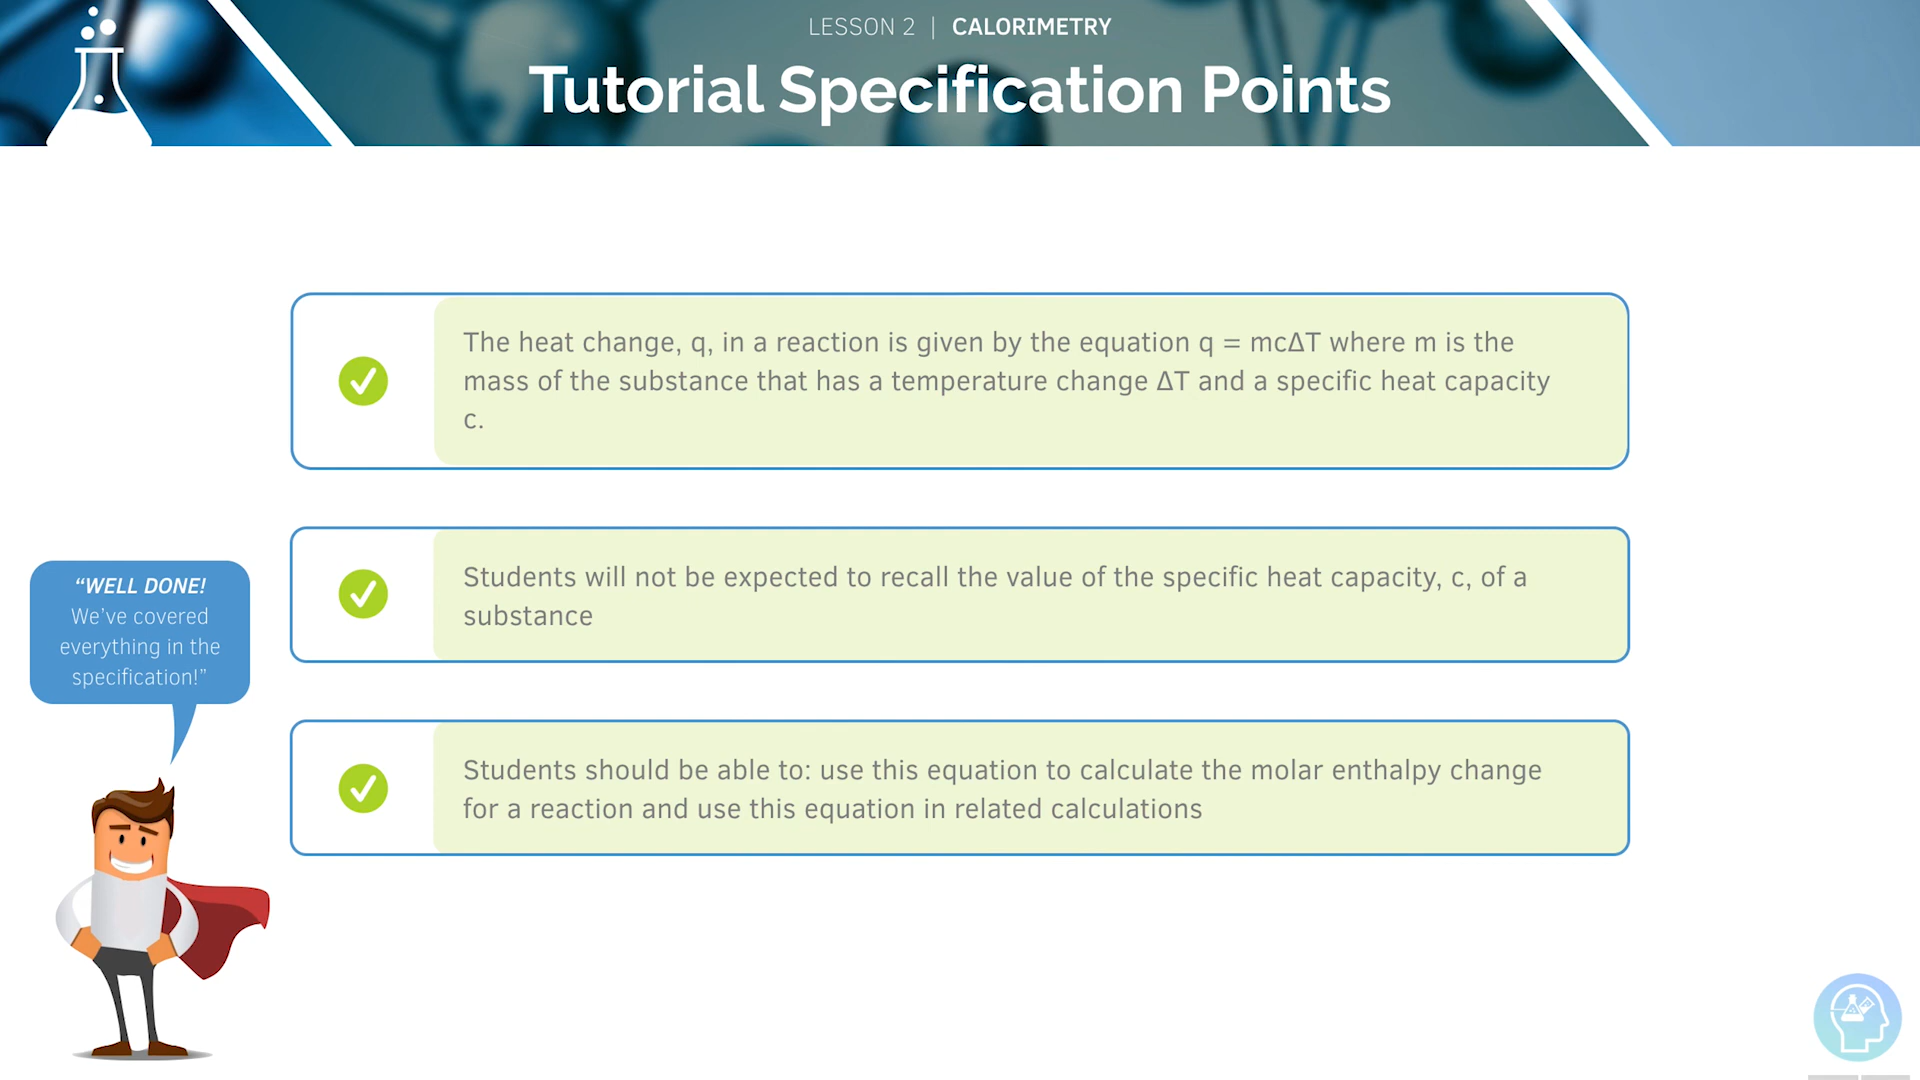 LESSON 2 | CALORIMETRY
Tutorial Specification Points
The heat change, q, in a reaction is given by the equation q = mcΔT where m is the
mass of the substance that has a temperature change ΔT and a specific heat capacity
c.
Students will not be expected to recall the value of the specific heat capacity, c, of a
substance
Students should be able to: use this equation to calculate the molar enthalpy change
for a reaction and use this equation in related calculations
“WELL DONE!
We’ve covered
everything in the
specification!”